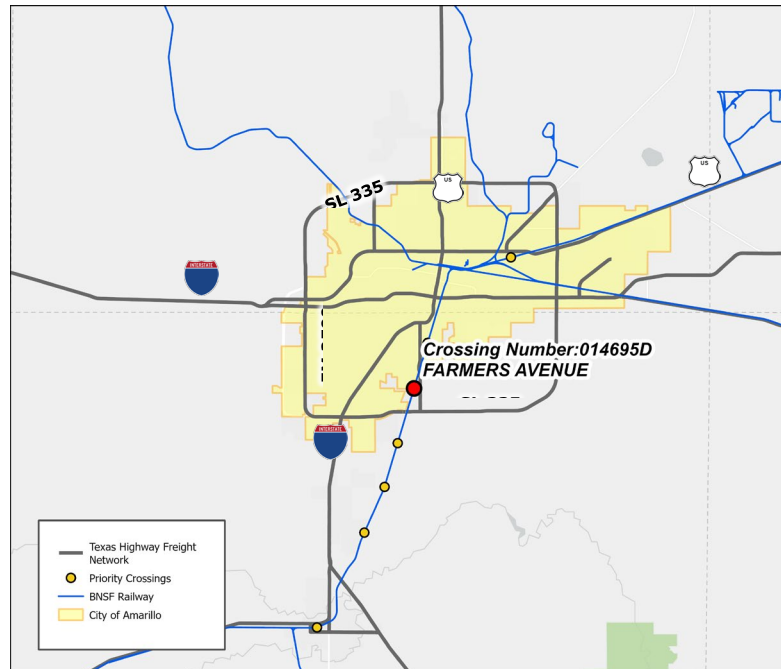 SL 335
US
US
INTERSTATE
Crossing Number:014695D
FARMERS AVENUE
INTERSTATE
Texas Highway Freight
Network
Priority Crossings
BNSF Railway
City of Amarillo